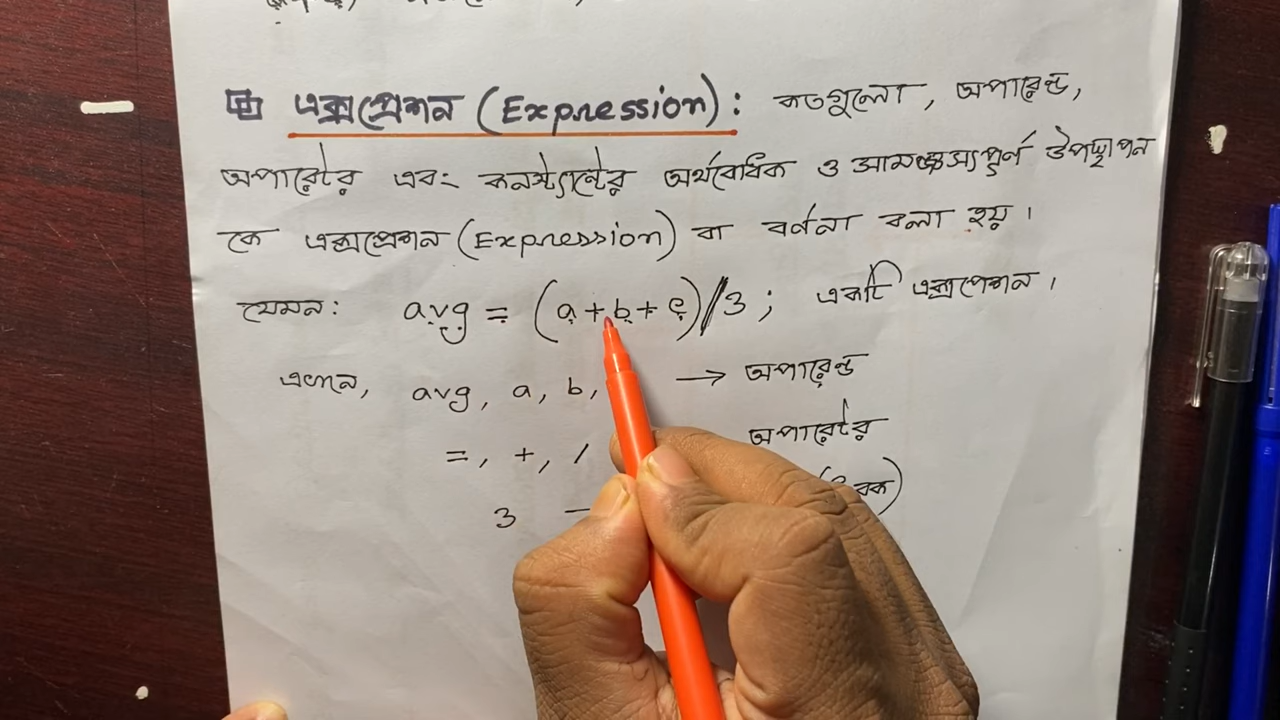 এক্সপ্রেশন (Expression): কতগুলো, অপারেন্ড,
অপারেটর এবং কনস্ট্যান্টের অর্থবোধক ও সামঞ্জস্যপূর্ণ উপস্থাপন
কে এক্সপ্রেশন (Expression) বা বর্ণনা বলা হয়।
যেমন: avg = (a+b+c)/3; একটি এক্সপ্রেশন।
এখানে, avg, a, b, → অপারেন্ড
=, +, / অপারেটর
3